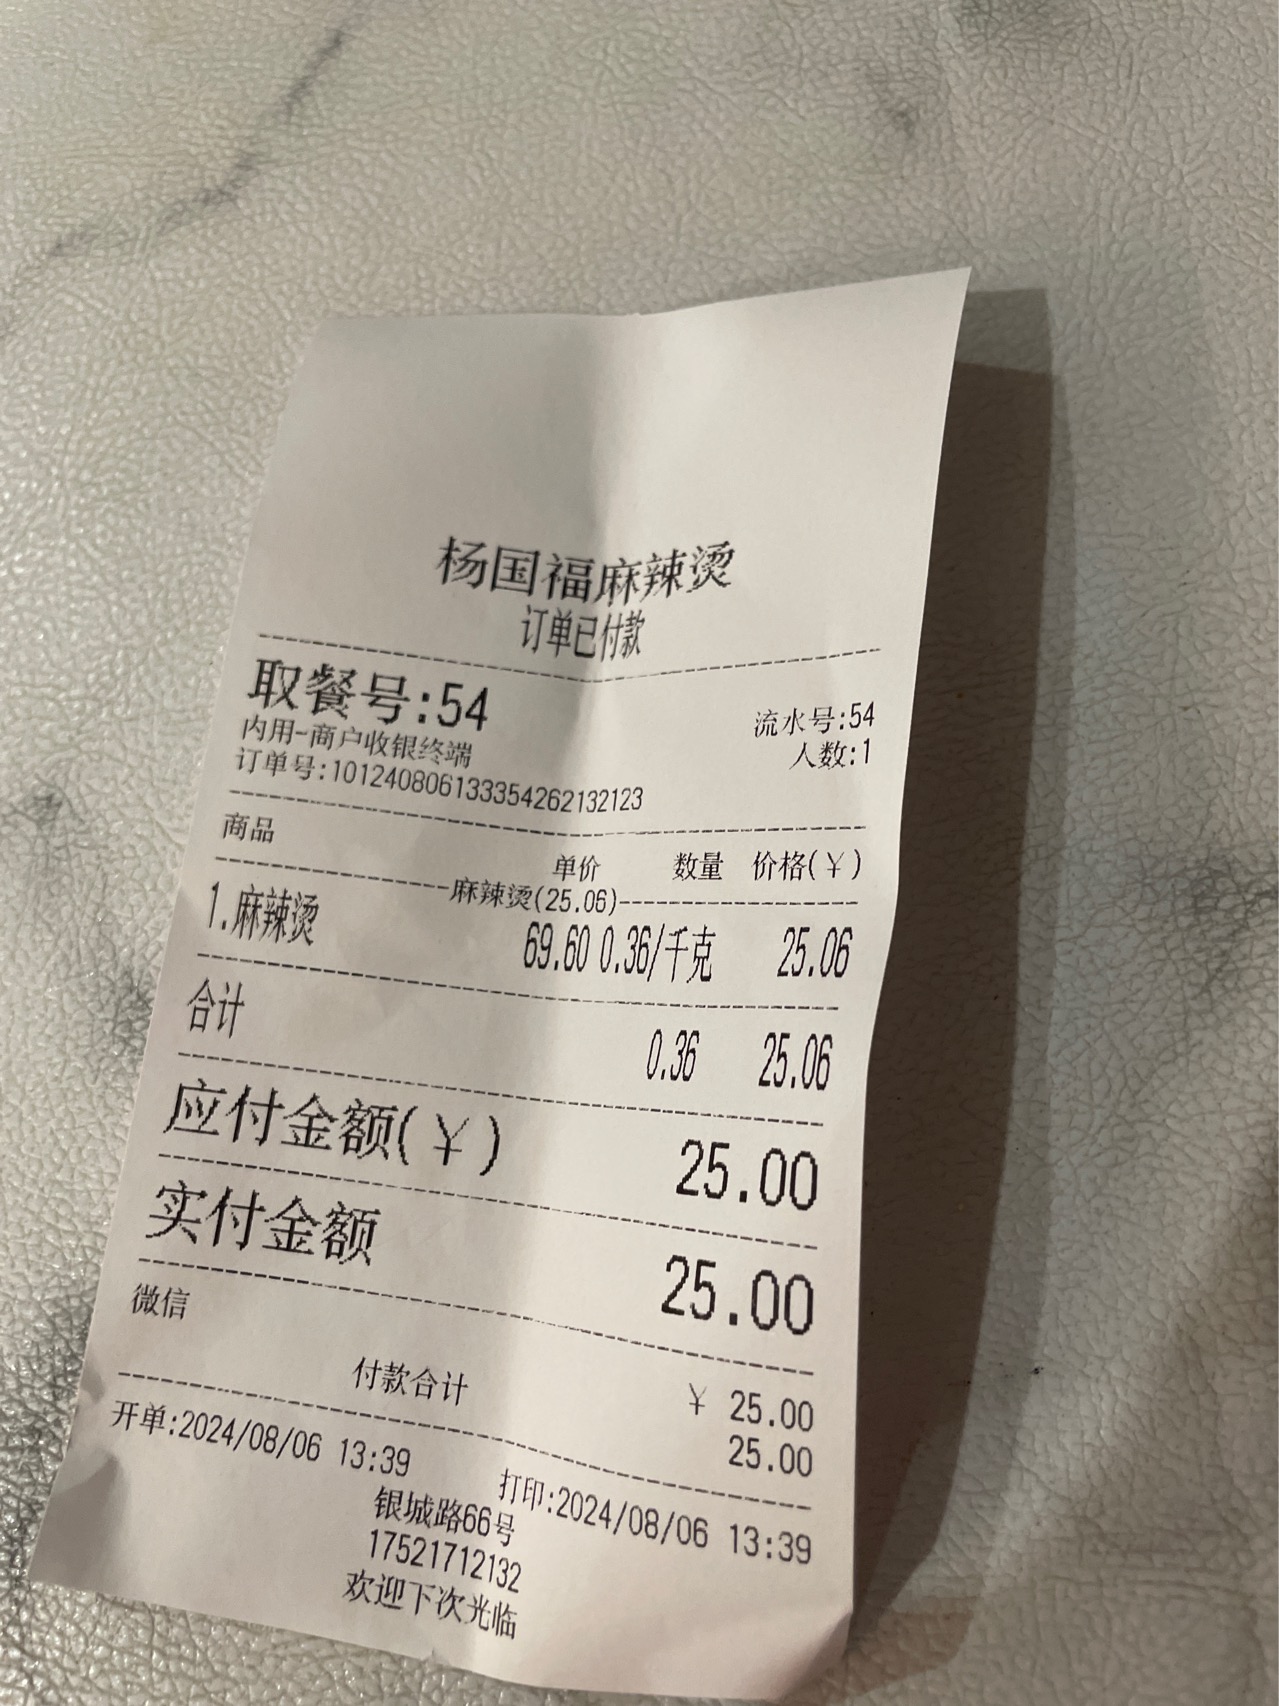 杨国福麻辣烫
订单已付款
取餐号:54 流水号:54
内用-商户收银终端 人数:1
订单号:101240806133354262132123
商品 单价 数量 价格(¥)
麻辣烫(25.06)
1.麻辣烫 69.60 0.36/千克 25.06
合计 0.36 25.06
应付金额(¥) 25.00
实付金额 25.00
微信 ¥ 25.00
付款合计 25.00
开单:2024/08/06 13:39 打印:2024/08/06 13:39
银城路66号
17521712132
欢迎下次光临